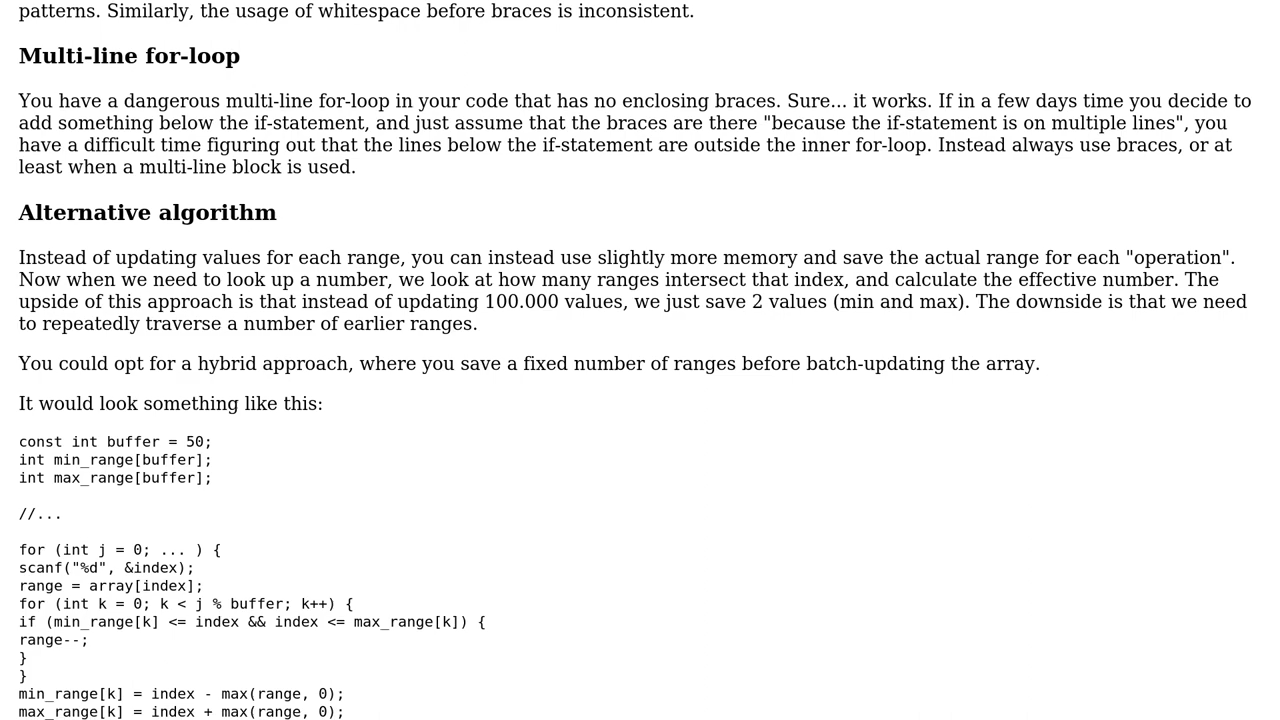 patterns. Similarly, the usage of whitespace before braces is inconsistent.
Multi-line for-loop
You have a dangerous multi-line for-loop in your code that has no enclosing braces. Sure... it works. If in a few days time you decide to
add something below the if-statement, and just assume that the braces are there "because the if-statement is on multiple lines", you
have a difficult time figuring out that the lines below the if-statement are outside the inner for-loop. Instead always use braces, or at
least when a multi-line block is used.
Alternative algorithm
Instead of updating values for each range, you can instead use slightly more memory and save the actual range for each "operation".
Now when we need to look up a number, we look at how many ranges intersect that index, and calculate the effective number. The
upside of this approach is that instead of updating 100.000 values, we just save 2 values (min and max). The downside is that we need
to repeatedly traverse a number of earlier ranges.
You could opt for a hybrid approach, where you save a fixed number of ranges before batch-updating the array.
It would look something like this:
const int buffer = 50;
int min_range[buffer];
int max_range[buffer];
//...
for (int j = 0; ... ) {
scanf("%d", &index);
range = array[index];
for (int k = 0; k < j % buffer; k++) {
if (min_range[k] <= index && index <= max_range[k]) {
range--;
}
}
min_range[k] = index - max(range, 0);
max_range[k] = index + max(range, 0);